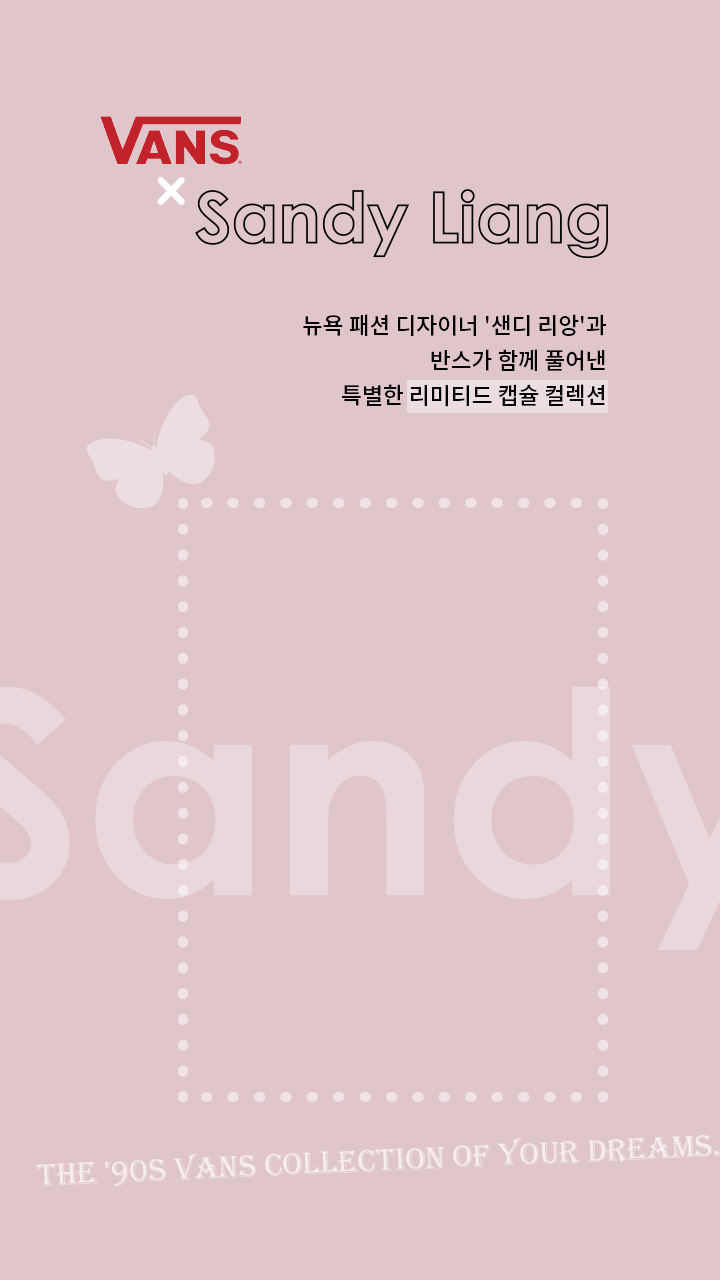 VANS
×
Sandy Liang
뉴욕 패션 디자이너 '샌디 리앙'과
반스가 함께 풀어낸
특별한 리미티드 캡슐 컬렉션
Sandy
THE '90S VANS COLLECTION OF YOUR DREAMS.